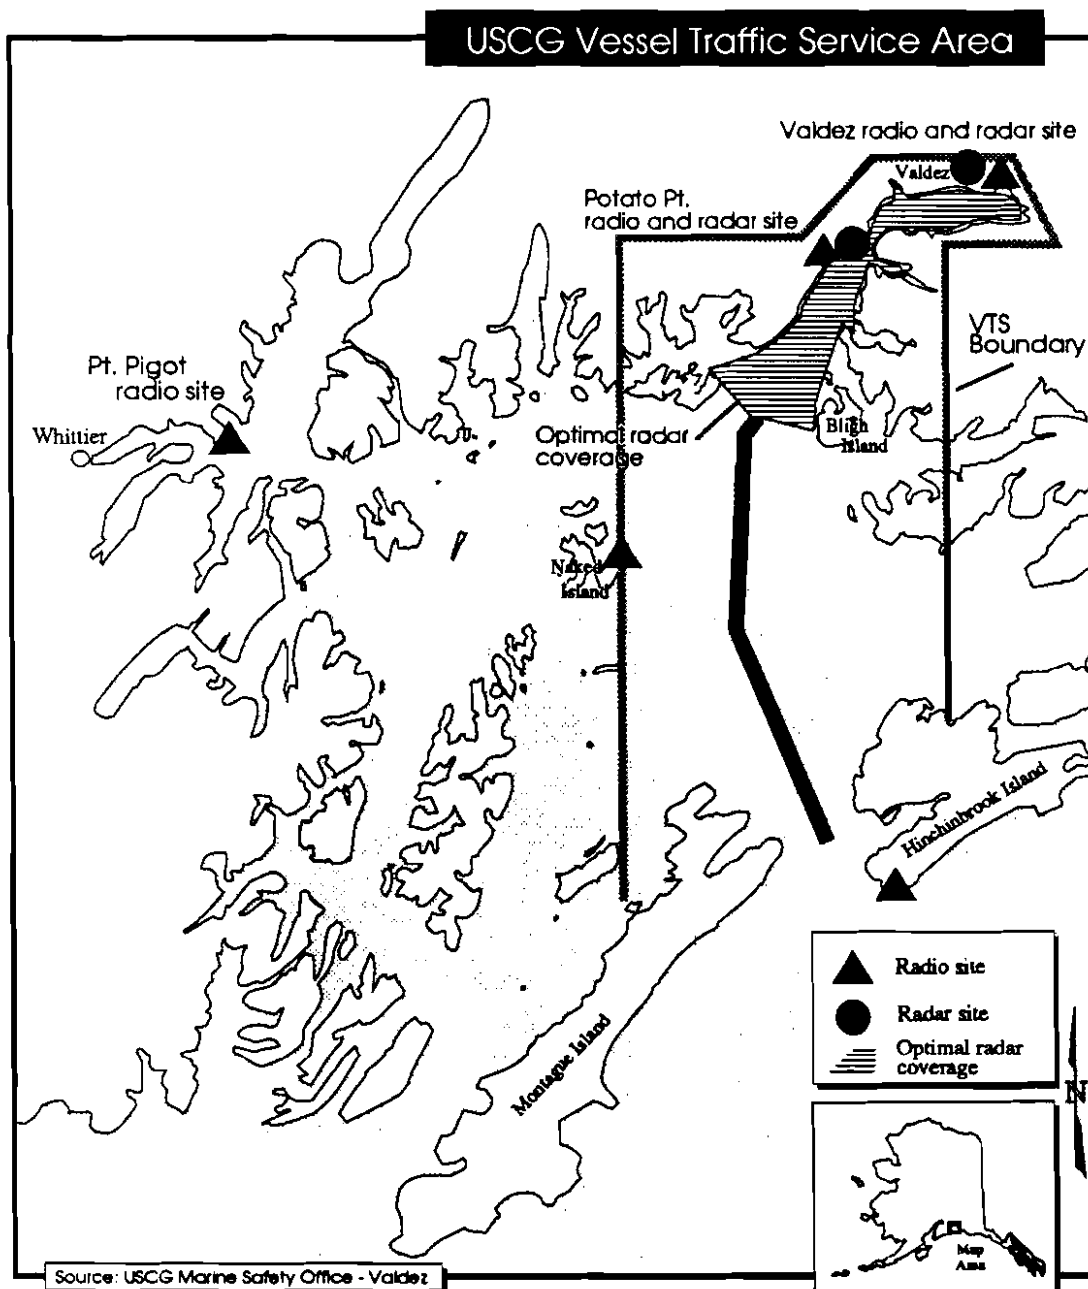 USCG Vessel Traffic Service Area
Valdez radio and radar site
Valdez
Potato Pt.
radio and radar site
VTS
Boundary
Pt. Pigot
radio site
Whittier
Optimal radar
coverage
Bligh
Island
Naked
Island
Hinchinbrook Island
Montague Island
Radio site
Radar site
Optimal radar
coverage
N
Map
Area
Source: USCG Marine Safety Office - Valdez